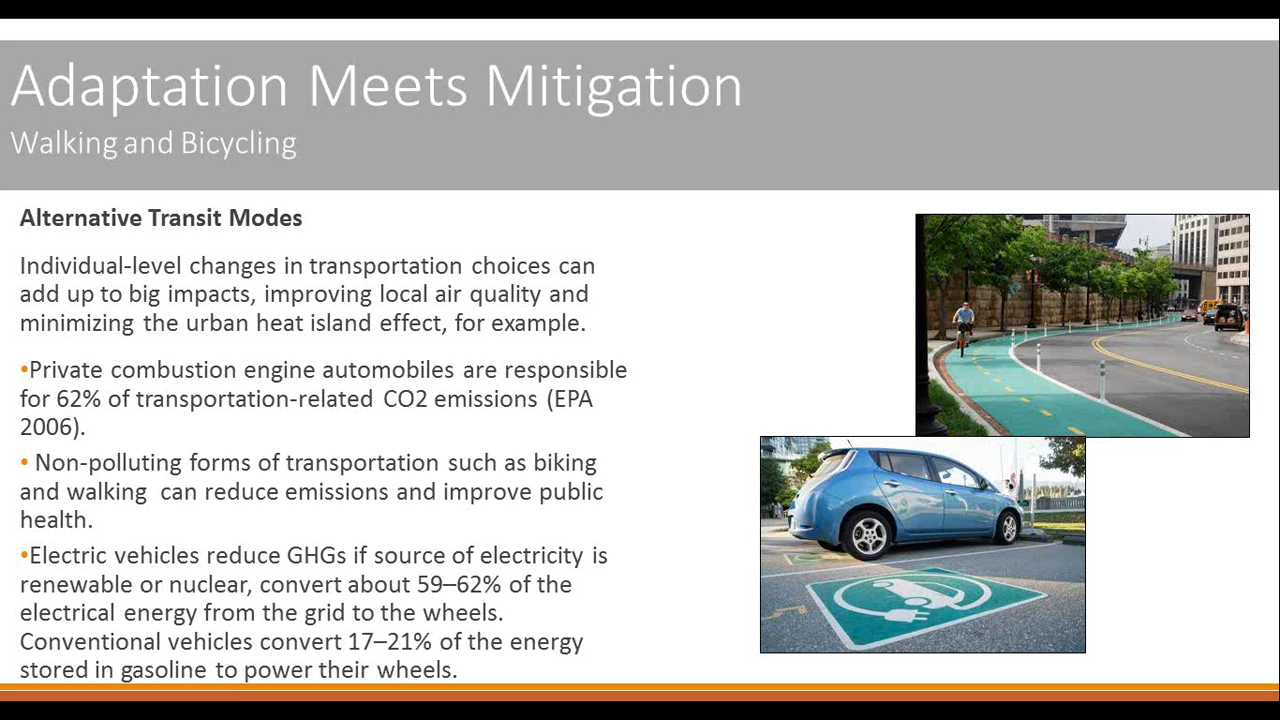 Adaptation Meets Mitigation
Walking and Bicycling
Alternative Transit Modes
Individual-level changes in transportation choices can
add up to big impacts, improving local air quality and
minimizing the urban heat island effect, for example.
•Private combustion engine automobiles are responsible
for 62% of transportation-related CO2 emissions (EPA
2006).
• Non-polluting forms of transportation such as biking
and walking can reduce emissions and improve public
health.
•Electric vehicles reduce GHGs if source of electricity is
renewable or nuclear, convert about 59–62% of the
electrical energy from the grid to the wheels.
Conventional vehicles convert 17–21% of the energy
stored in gasoline to power their wheels.